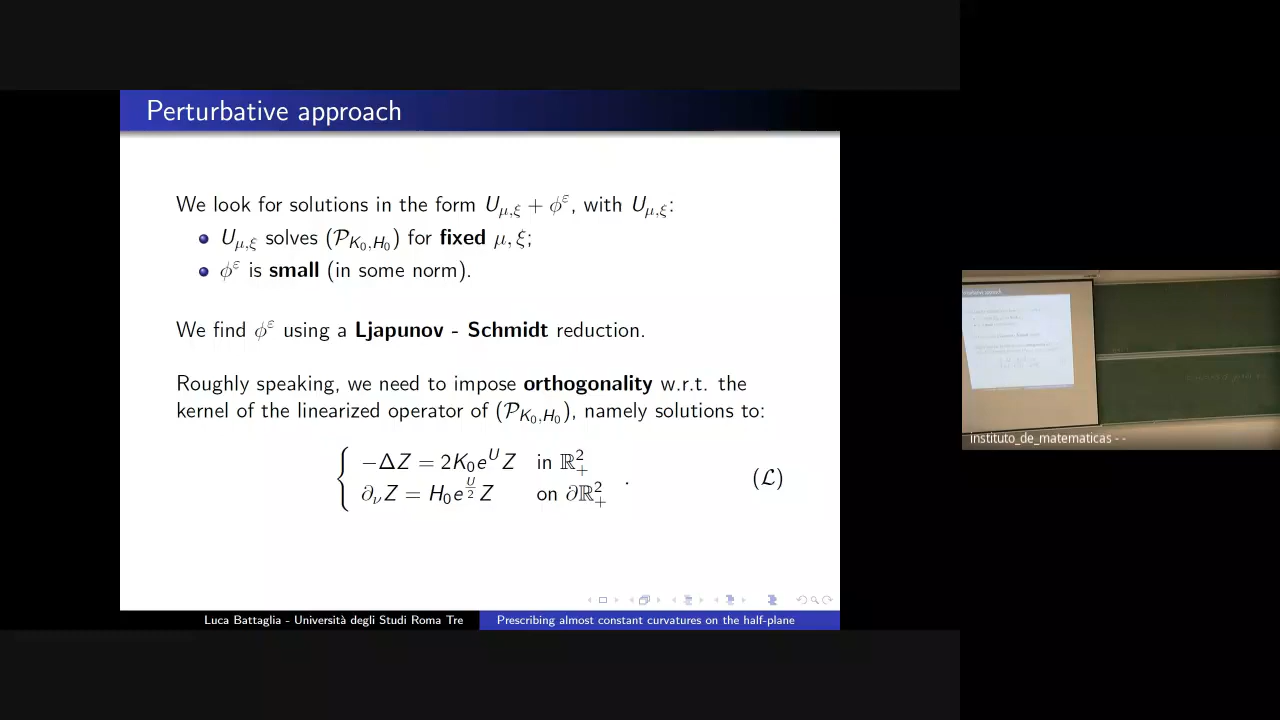 Perturbative approach
We look for solutions in the form U_{μ,ξ} + ϕ^ε, with U_{μ,ξ}:
U_{μ,ξ} solves (𝒫_{K_0,H_0}) for fixed μ, ξ;
ϕ^ε is small (in some norm).
We find ϕ^ε using a Ljapunov - Schmidt reduction.
Roughly speaking, we need to impose orthogonality w.r.t. the
kernel of the linearized operator of (𝒫_{K_0,H_0}), namely solutions to:
{ −ΔZ = 2K_0e^U Z in ℝ^2_+
∂_νZ = H_0e^{U/2} Z on ∂ℝ^2_+ . (ℒ)
Luca Battaglia - Università degli Studi Roma Tre Prescribing almost constant curvatures on the half-plane
instituto_de_matematicas - -